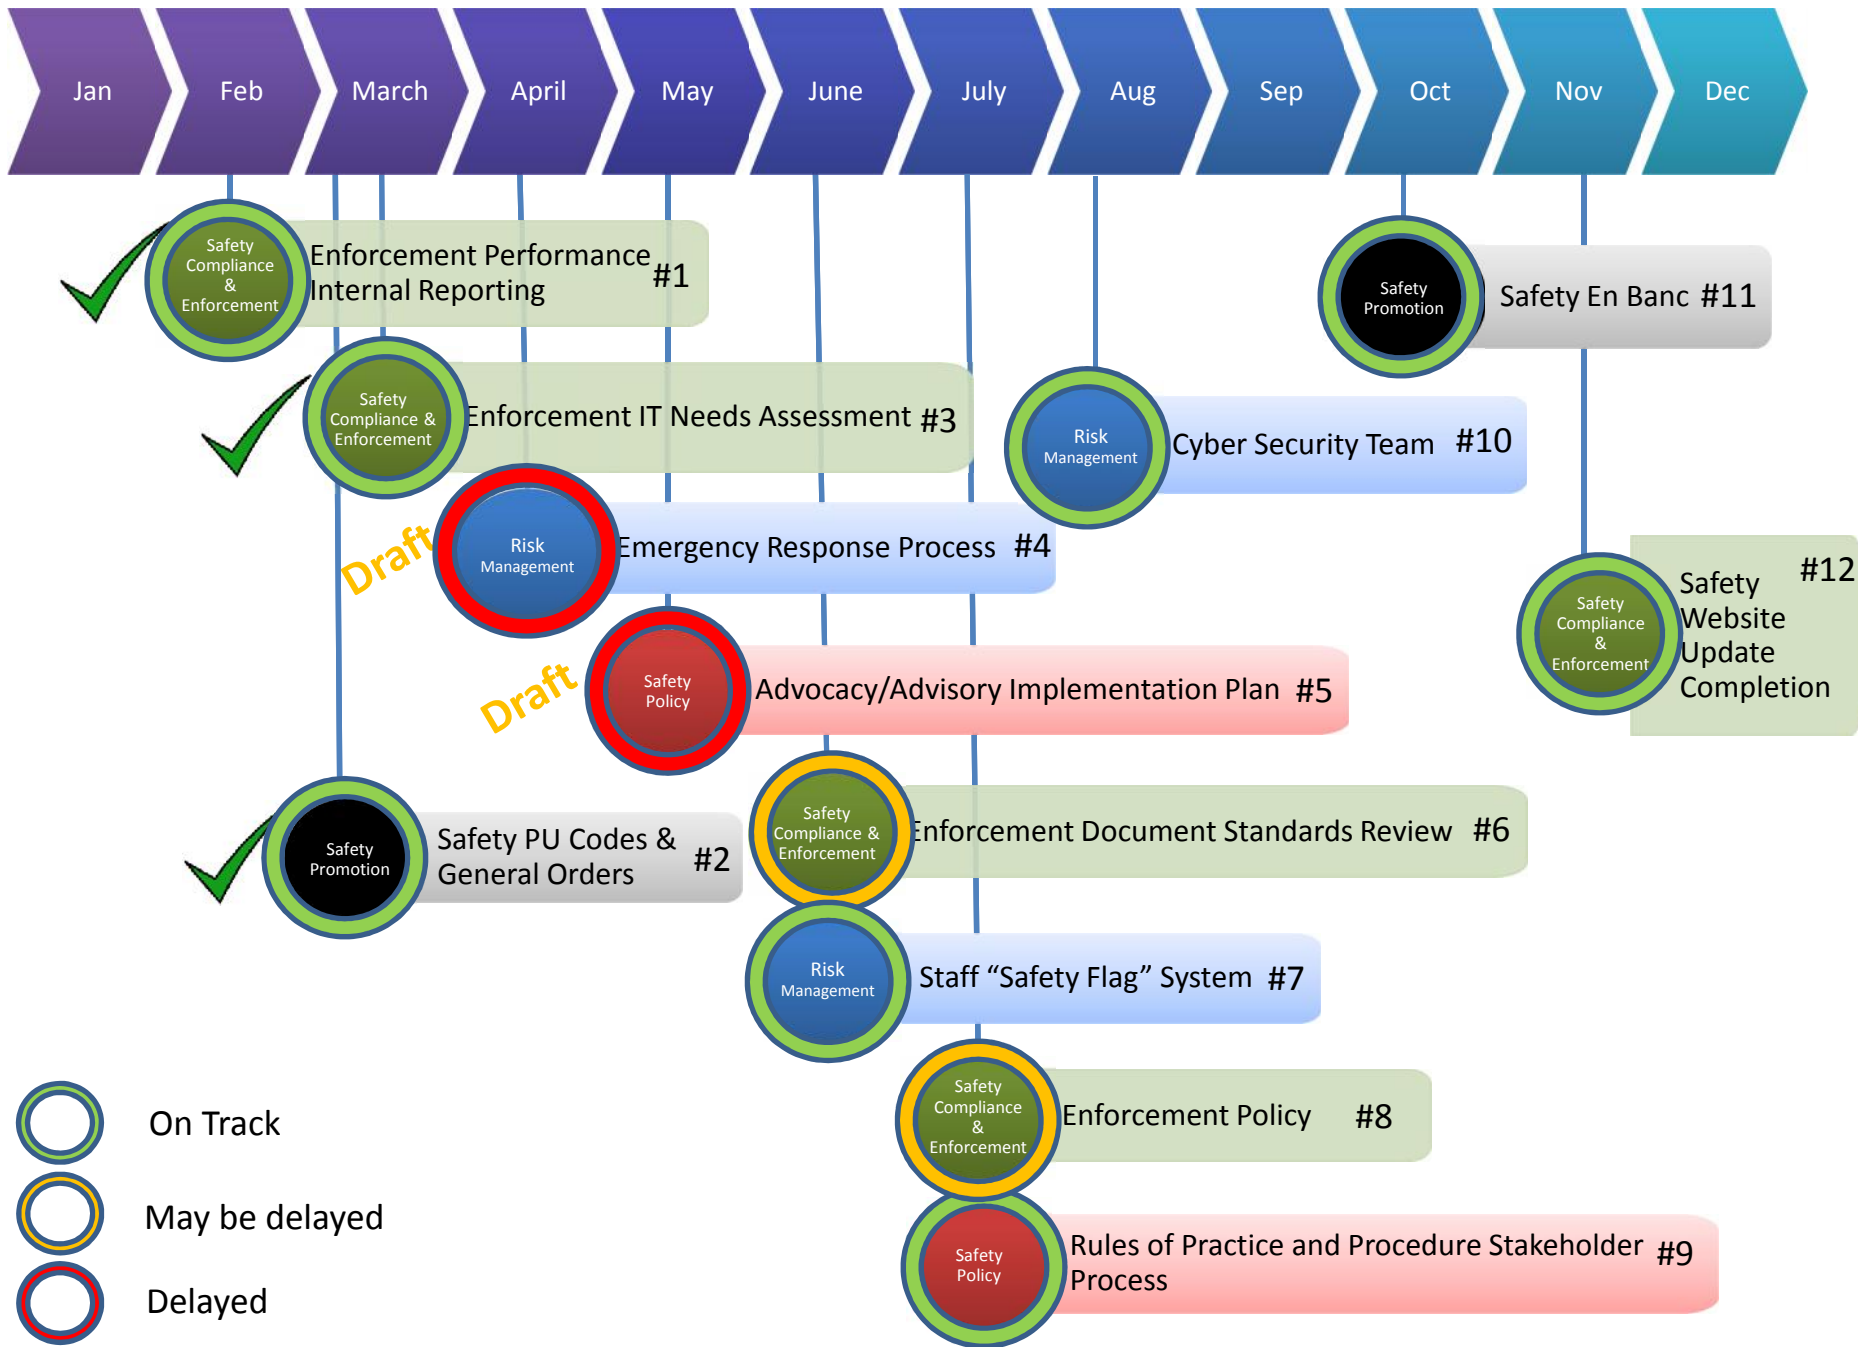 Jan
Feb
March
April
May
June
July
Aug
Sep
Oct
Nov
Dec
Safety
Compliance
&
Enforcement
Enforcement Performance
Internal Reporting
#1
Safety
Promotion
Safety En Banc #11
Safety
Compliance &
Enforcement
Enforcement IT Needs Assessment #3
Risk
Management
Cyber Security Team #10
Draft
Risk
Management
Emergency Response Process #4
Safety
Compliance
&
Enforcement
Safety
Website
Update
Completion
#12
Draft
Safety
Policy
Advocacy/Advisory Implementation Plan #5
Safety
Promotion
Safety PU Codes &
General Orders
#2
Safety
Compliance &
Enforcement
Enforcement Document Standards Review #6
Risk
Management
Staff “Safety Flag” System #7
Safety
Compliance
&
Enforcement
Enforcement Policy #8
Safety
Policy
Rules of Practice and Procedure Stakeholder
Process
#9
On Track
May be delayed
Delayed